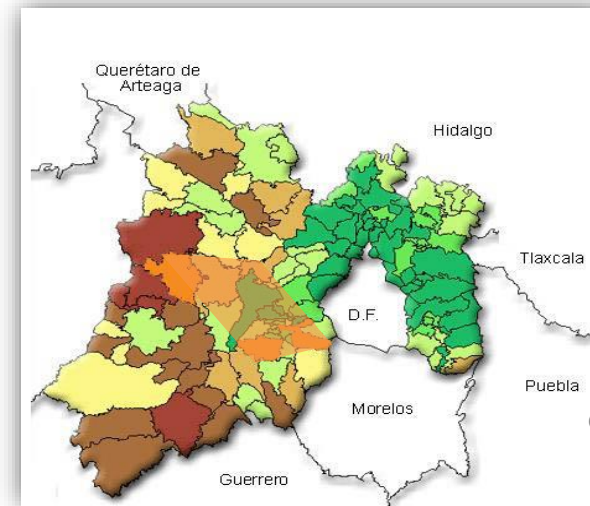 Querétaro de
Arteaga
Hidalgo
Tlaxcala
D.F.
Puebla
Morelos
Guerrero